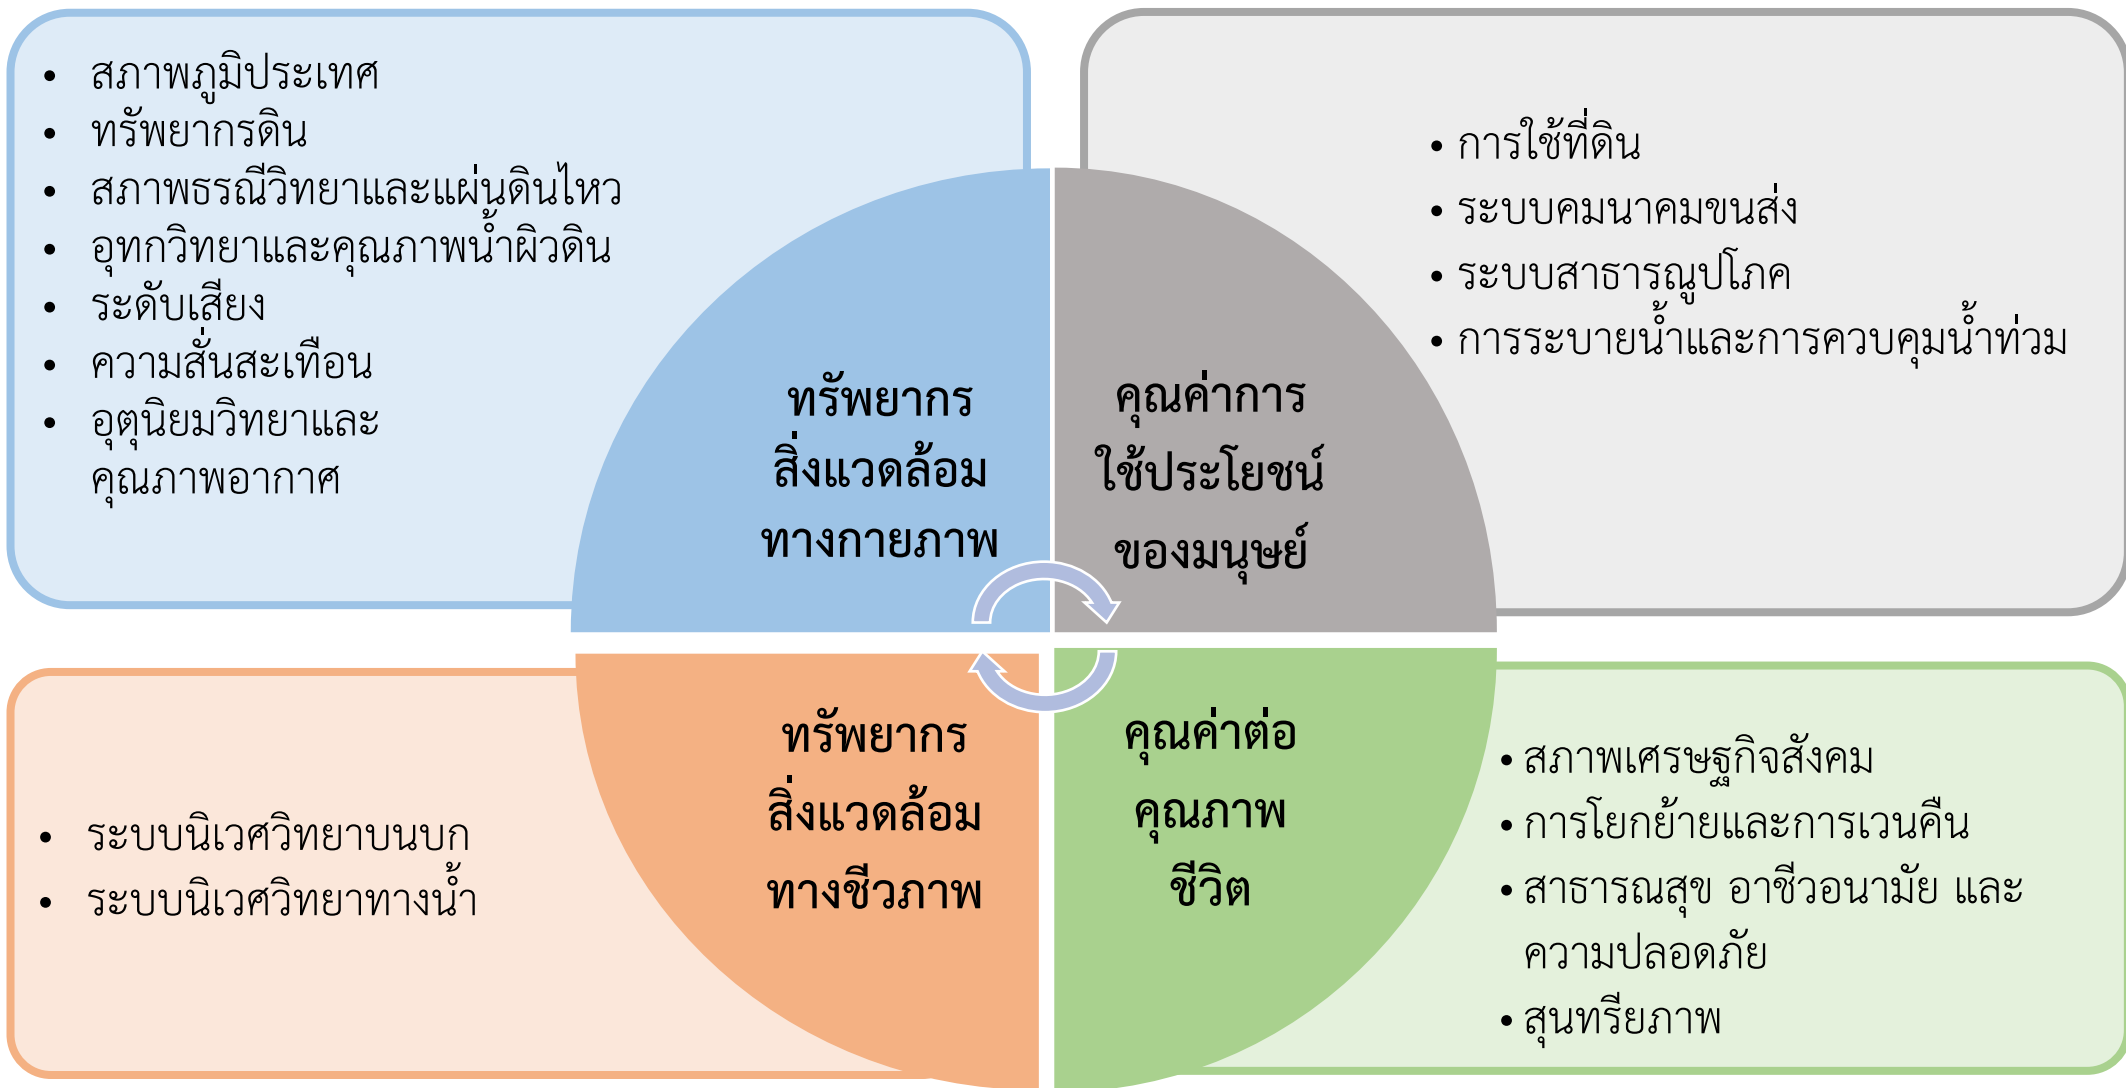 • สภาพภูมิประเทศ
• ทรัพยากรดิน
• สภาพธรณีวิทยาและแผ่นดินไหว
• อุทกวิทยาและคุณภาพน้ำผิวดิน
• ระดับเสียง
• ความสั่นสะเทือน
• อุตุนิยมวิทยาและ
คุณภาพอากาศ
ทรัพยากร
สิ่งแวดล้อม
ทางกายภาพ
• การใช้ที่ดิน
• ระบบคมนาคมขนส่ง
• ระบบสาธารณูปโภค
• การระบายน้ำและการควบคุมน้ำท่วม
คุณค่าการ
ใช้ประโยชน์
ของมนุษย์
• ระบบนิเวศวิทยาบนบก
• ระบบนิเวศวิทยาทางน้ำ
ทรัพยากร
สิ่งแวดล้อม
ทางชีวภาพ
คุณค่าต่อ
คุณภาพ
ชีวิต
• สภาพเศรษฐกิจสังคม
• การโยกย้ายและการเวนคืน
• สาธารณสุข อาชีวอนามัย และ
ความปลอดภัย
• สุนทรียภาพ